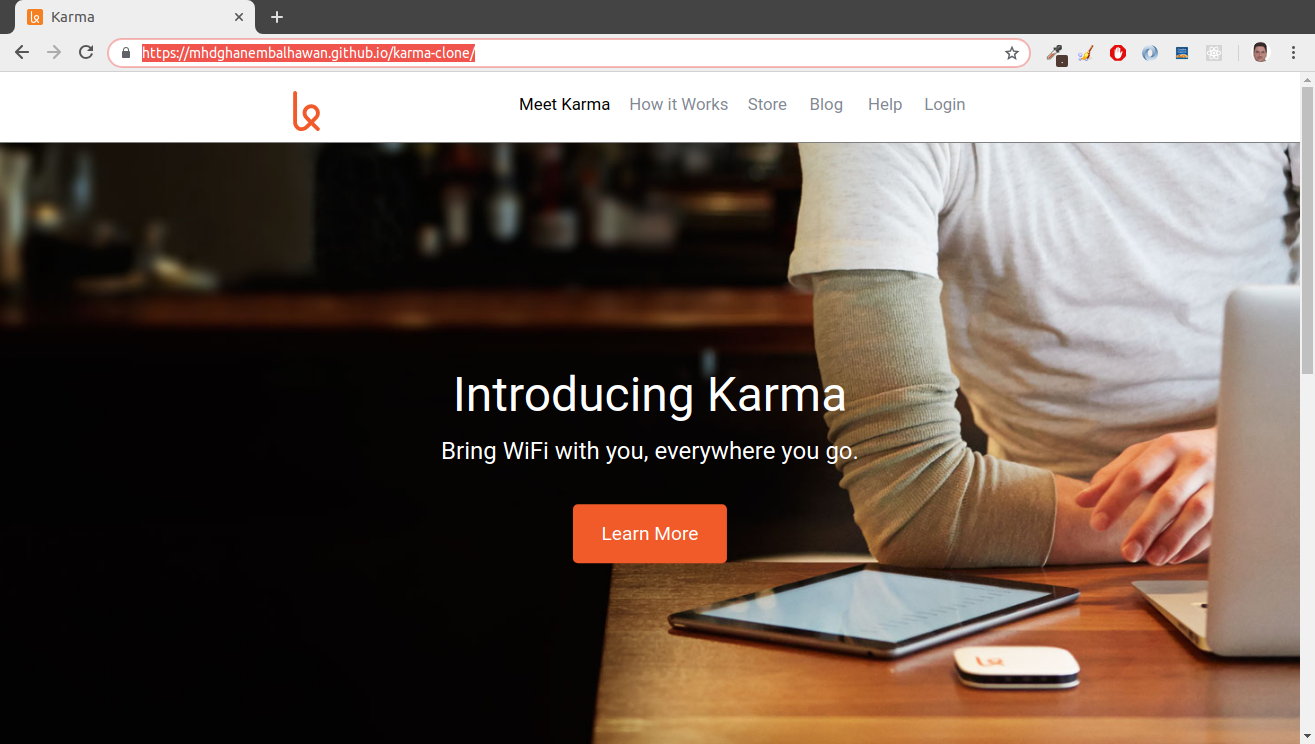 Karma
https://mhdghanembalhawan.github.io/karma-clone/
Meet Karma How it Works Store Blog Help Login
Introducing Karma
Bring WiFi with you, everywhere you go.
Learn More